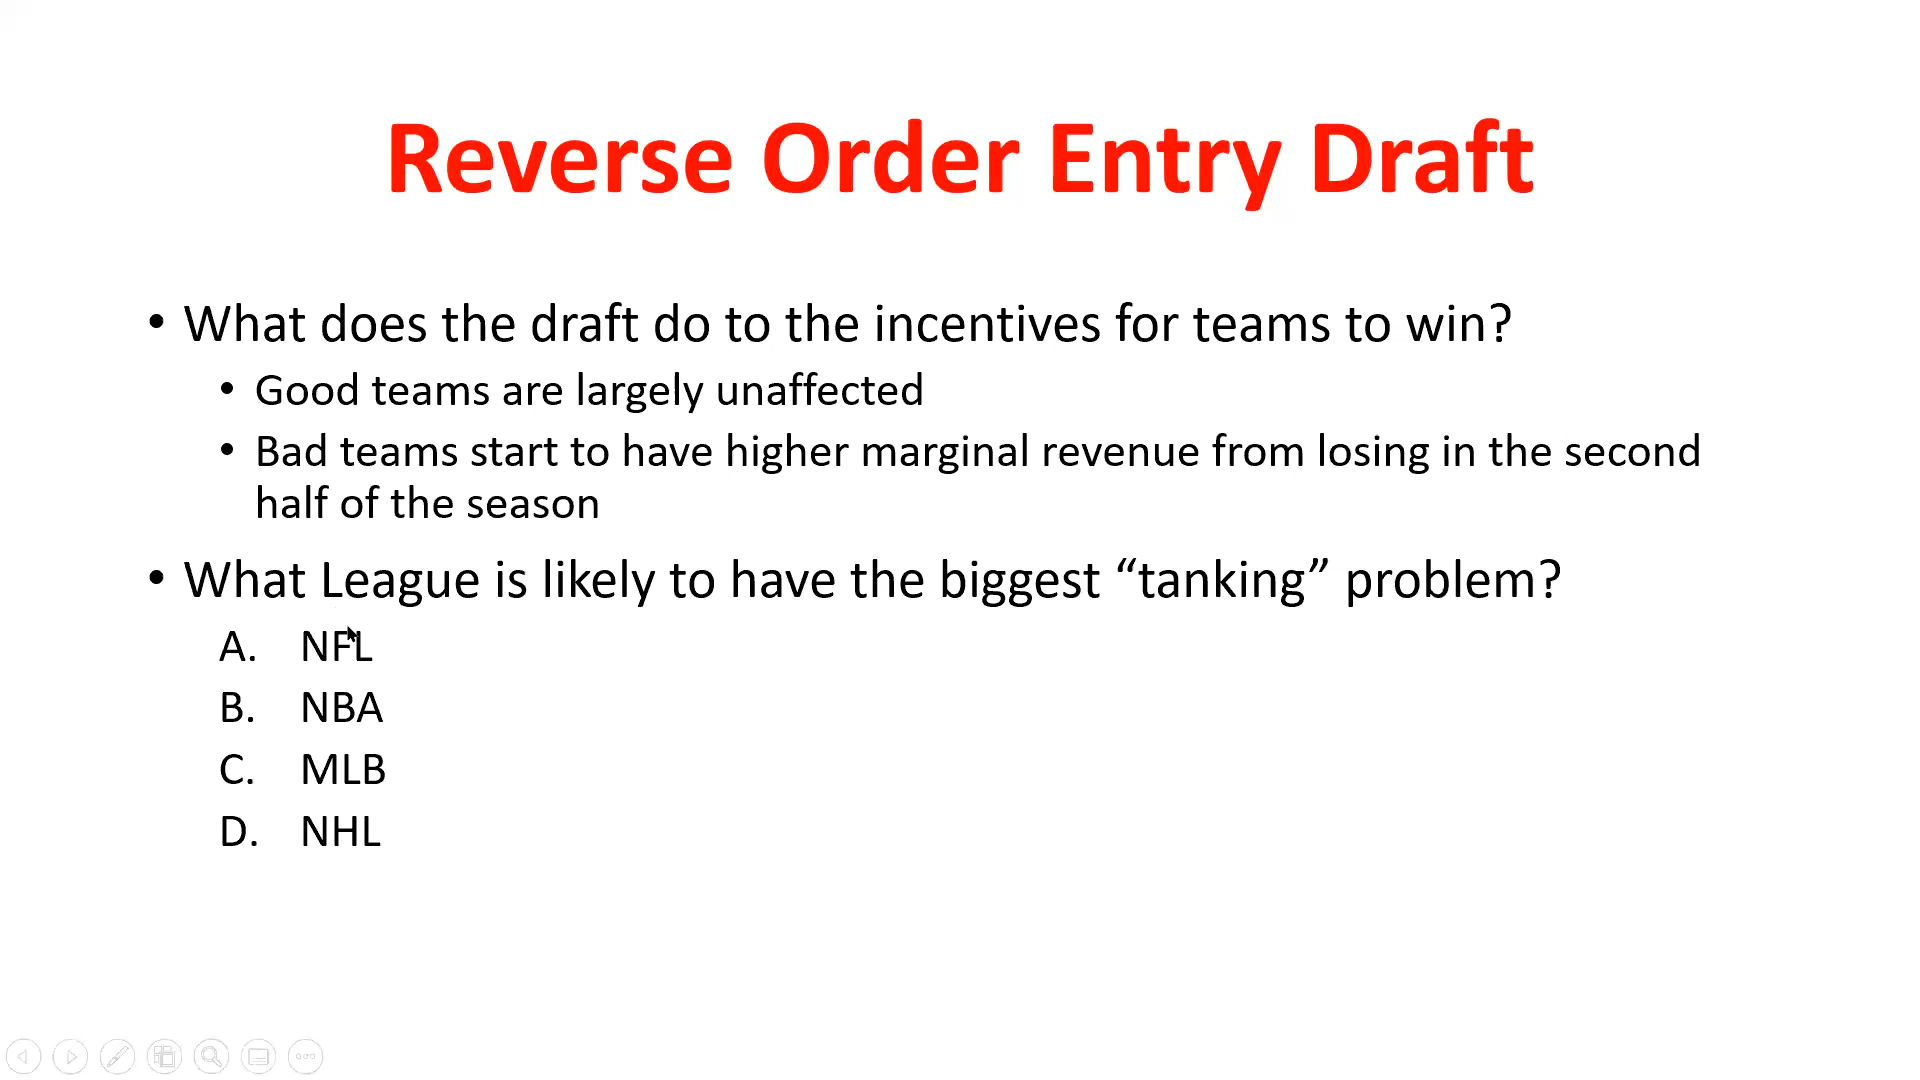 Reverse Order Entry Draft
• What does the draft do to the incentives for teams to win?
• Good teams are largely unaffected
• Bad teams start to have higher marginal revenue from losing in the second
half of the season
• What League is likely to have the biggest “tanking” problem?
A. NFL
B. NBA
C. MLB
D. NHL